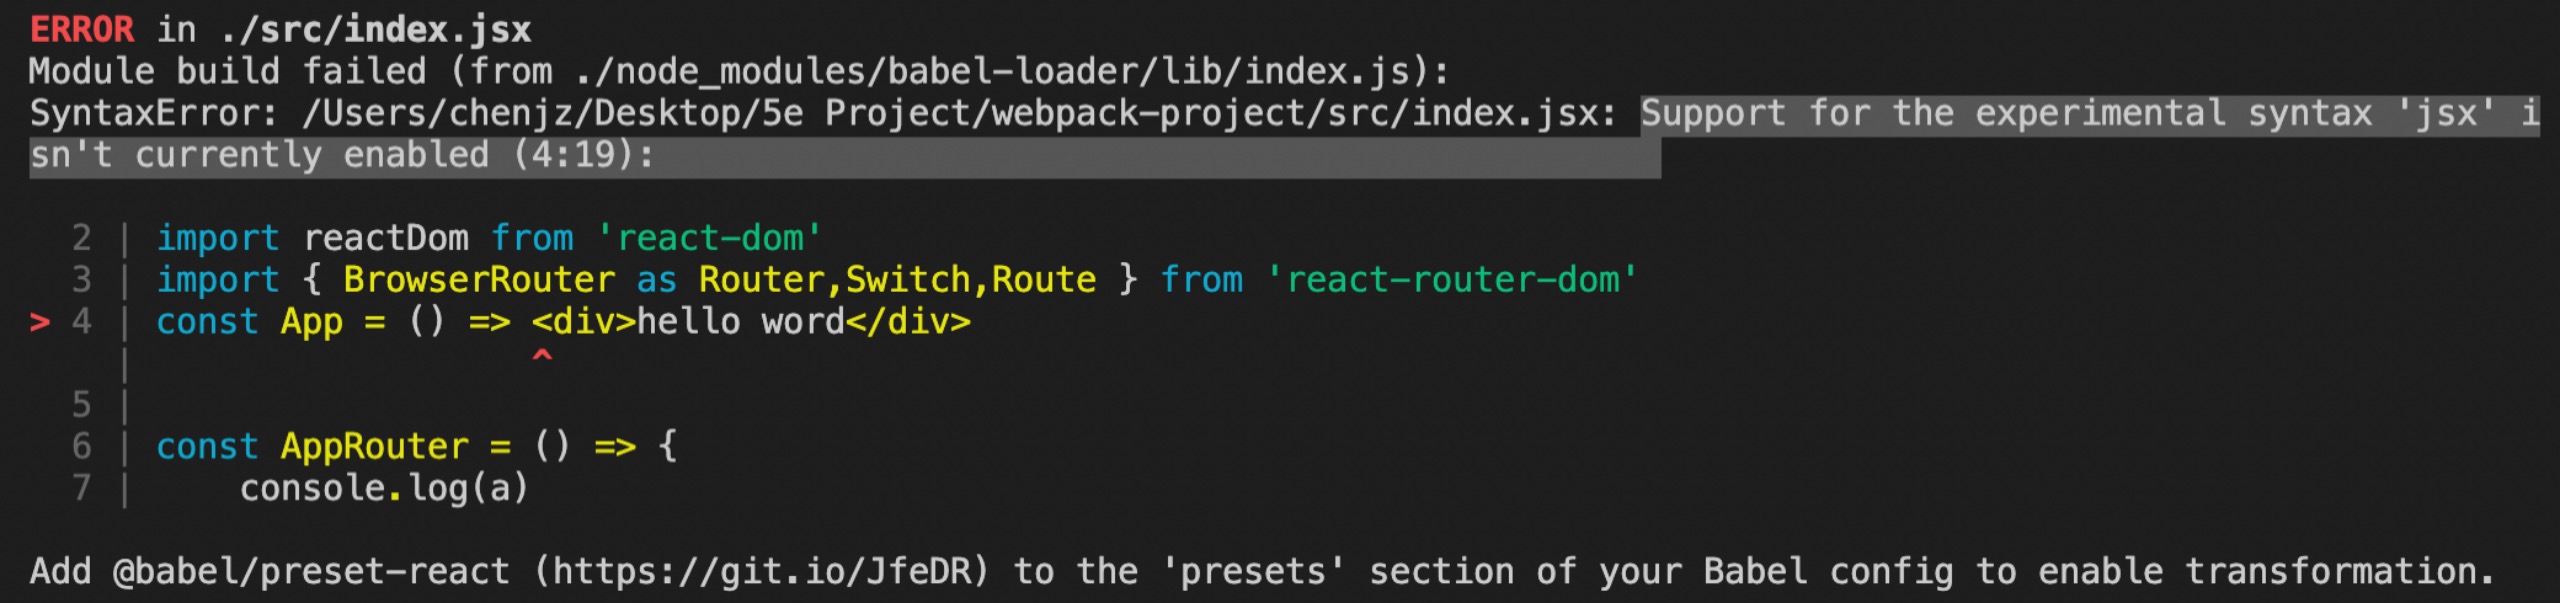 ERROR in ./src/index.jsx
Module build failed (from ./node_modules/babel-loader/lib/index.js):
SyntaxError: /Users/chenjz/Desktop/5e Project/webpack-project/src/index.jsx: Support for the experimental syntax 'jsx' i
sn't currently enabled (4:19):
  2 | import reactDom from 'react-dom'
  3 | import { BrowserRouter as Router,Switch,Route } from 'react-router-dom'
> 4 | const App = () => <div>hello word</div>
    |                   ^
  5 |
  6 | const AppRouter = () => {
  7 |     console.log(a)
Add @babel/preset-react (https://git.io/JfeDR) to the 'presets' section of your Babel config to enable transformation.